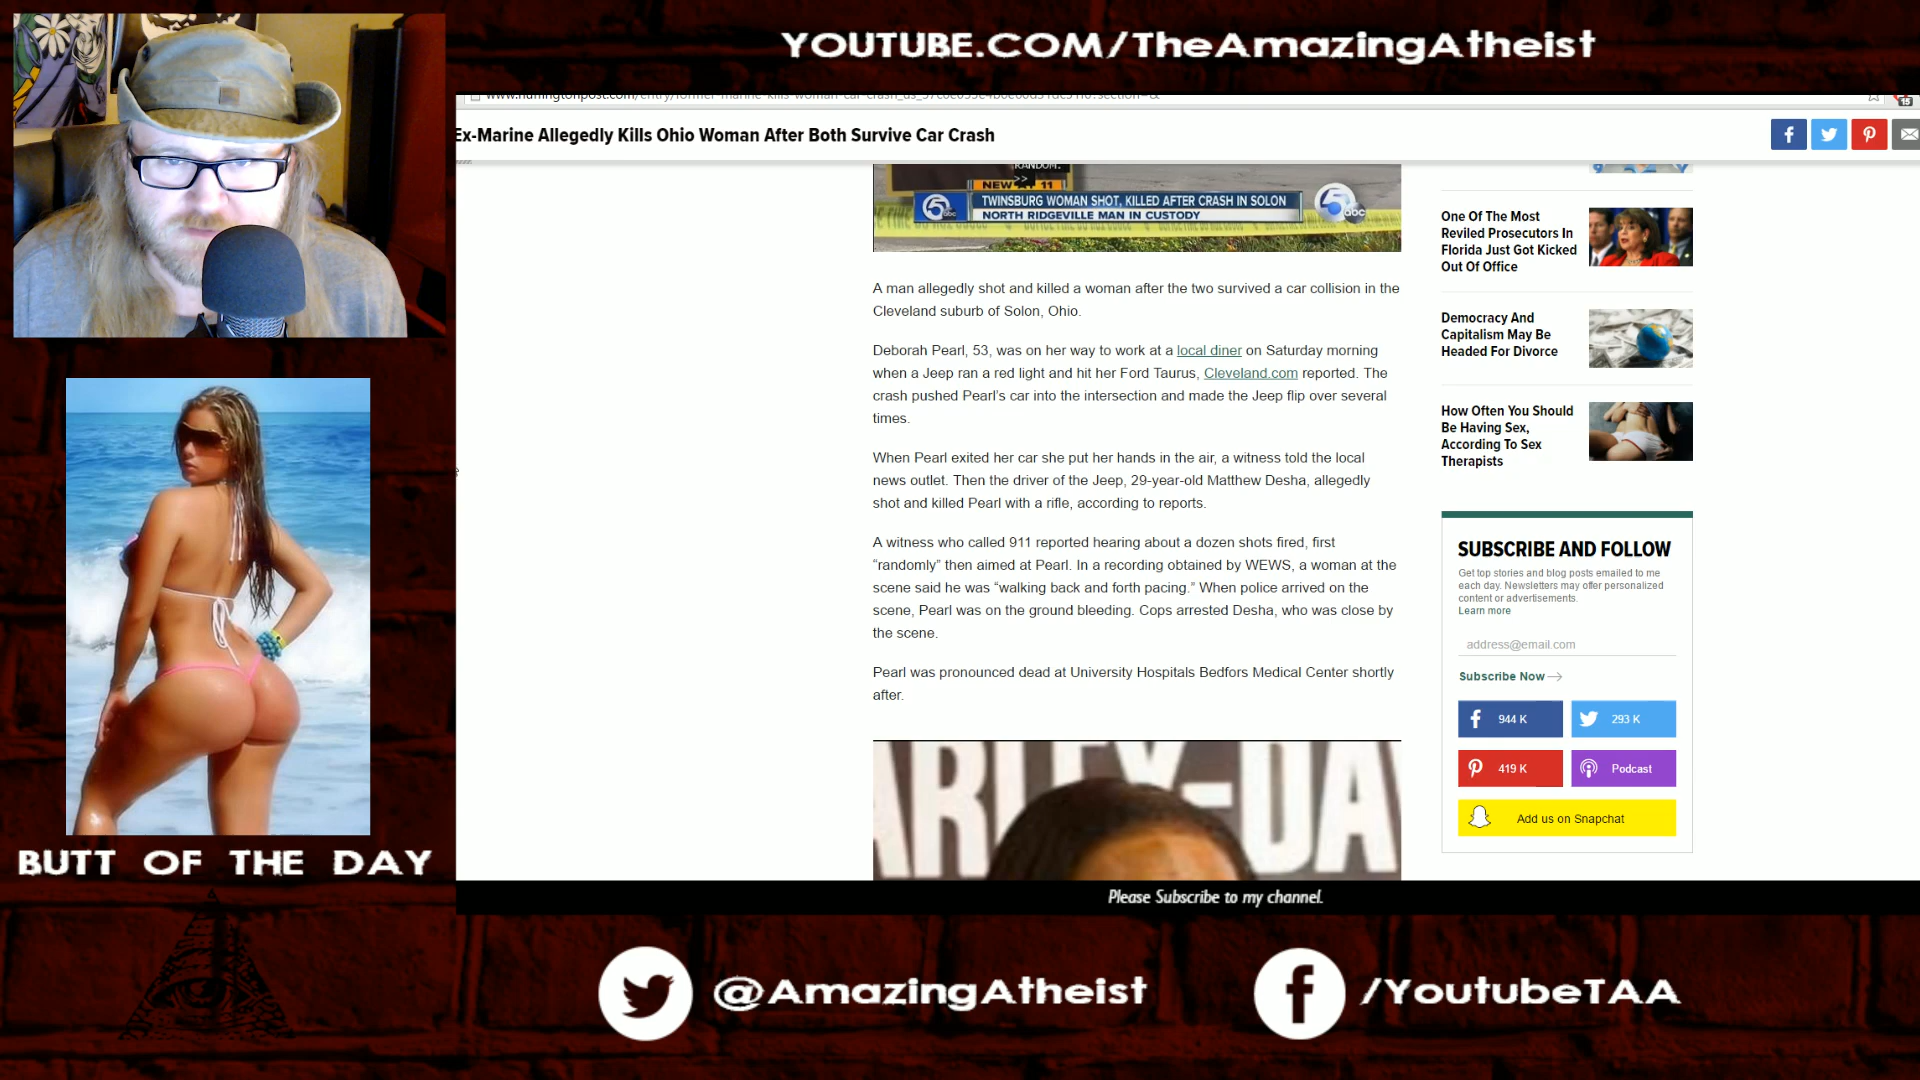 YOUTUBE.COM/TheAmazingAtheist
15
Ex-Marine Allegedly Kills Ohio Woman After Both Survive Car Crash
RANDOM.
>>
NEW 11
5 abc
TWINSBURG WOMAN SHOT, KILLED AFTER CRASH IN SOLON
NORTH RIDGEVILLE MAN IN CUSTODY
5 abc
A man allegedly shot and killed a woman after the two survived a car collision in the
Cleveland suburb of Solon, Ohio.
Deborah Pearl, 53, was on her way to work at a local diner on Saturday morning
when a Jeep ran a red light and hit her Ford Taurus, Cleveland.com reported. The
crash pushed Pearl's car into the intersection and made the Jeep flip over several
times.
When Pearl exited her car she put her hands in the air, a witness told the local
news outlet. Then the driver of the Jeep, 29-year-old Matthew Desha, allegedly
shot and killed Pearl with a rifle, according to reports.
A witness who called 911 reported hearing about a dozen shots fired, first
“randomly” then aimed at Pearl. In a recording obtained by WEWS, a woman at the
scene said he was “walking back and forth pacing.” When police arrived on the
scene, Pearl was on the ground bleeding. Cops arrested Desha, who was close by
the scene.
Pearl was pronounced dead at University Hospitals Bedfors Medical Center shortly
after.
ARLEY-DA
One Of The Most
Reviled Prosecutors In
Florida Just Got Kicked
Out Of Office
Democracy And
Capitalism May Be
Headed For Divorce
How Often You Should
Be Having Sex,
According To Sex
Therapists
SUBSCRIBE AND FOLLOW
Get top stories and blog posts emailed to me
each day. Newsletters may offer personalized
content or advertisements.
Learn more
address@email.com
Subscribe Now
944 K
293 K
419 K
Podcast
Add us on Snapchat
BUTT OF THE DAY
Please Subscribe to my channel.
@AmazingAtheist
/YoutubeTAA